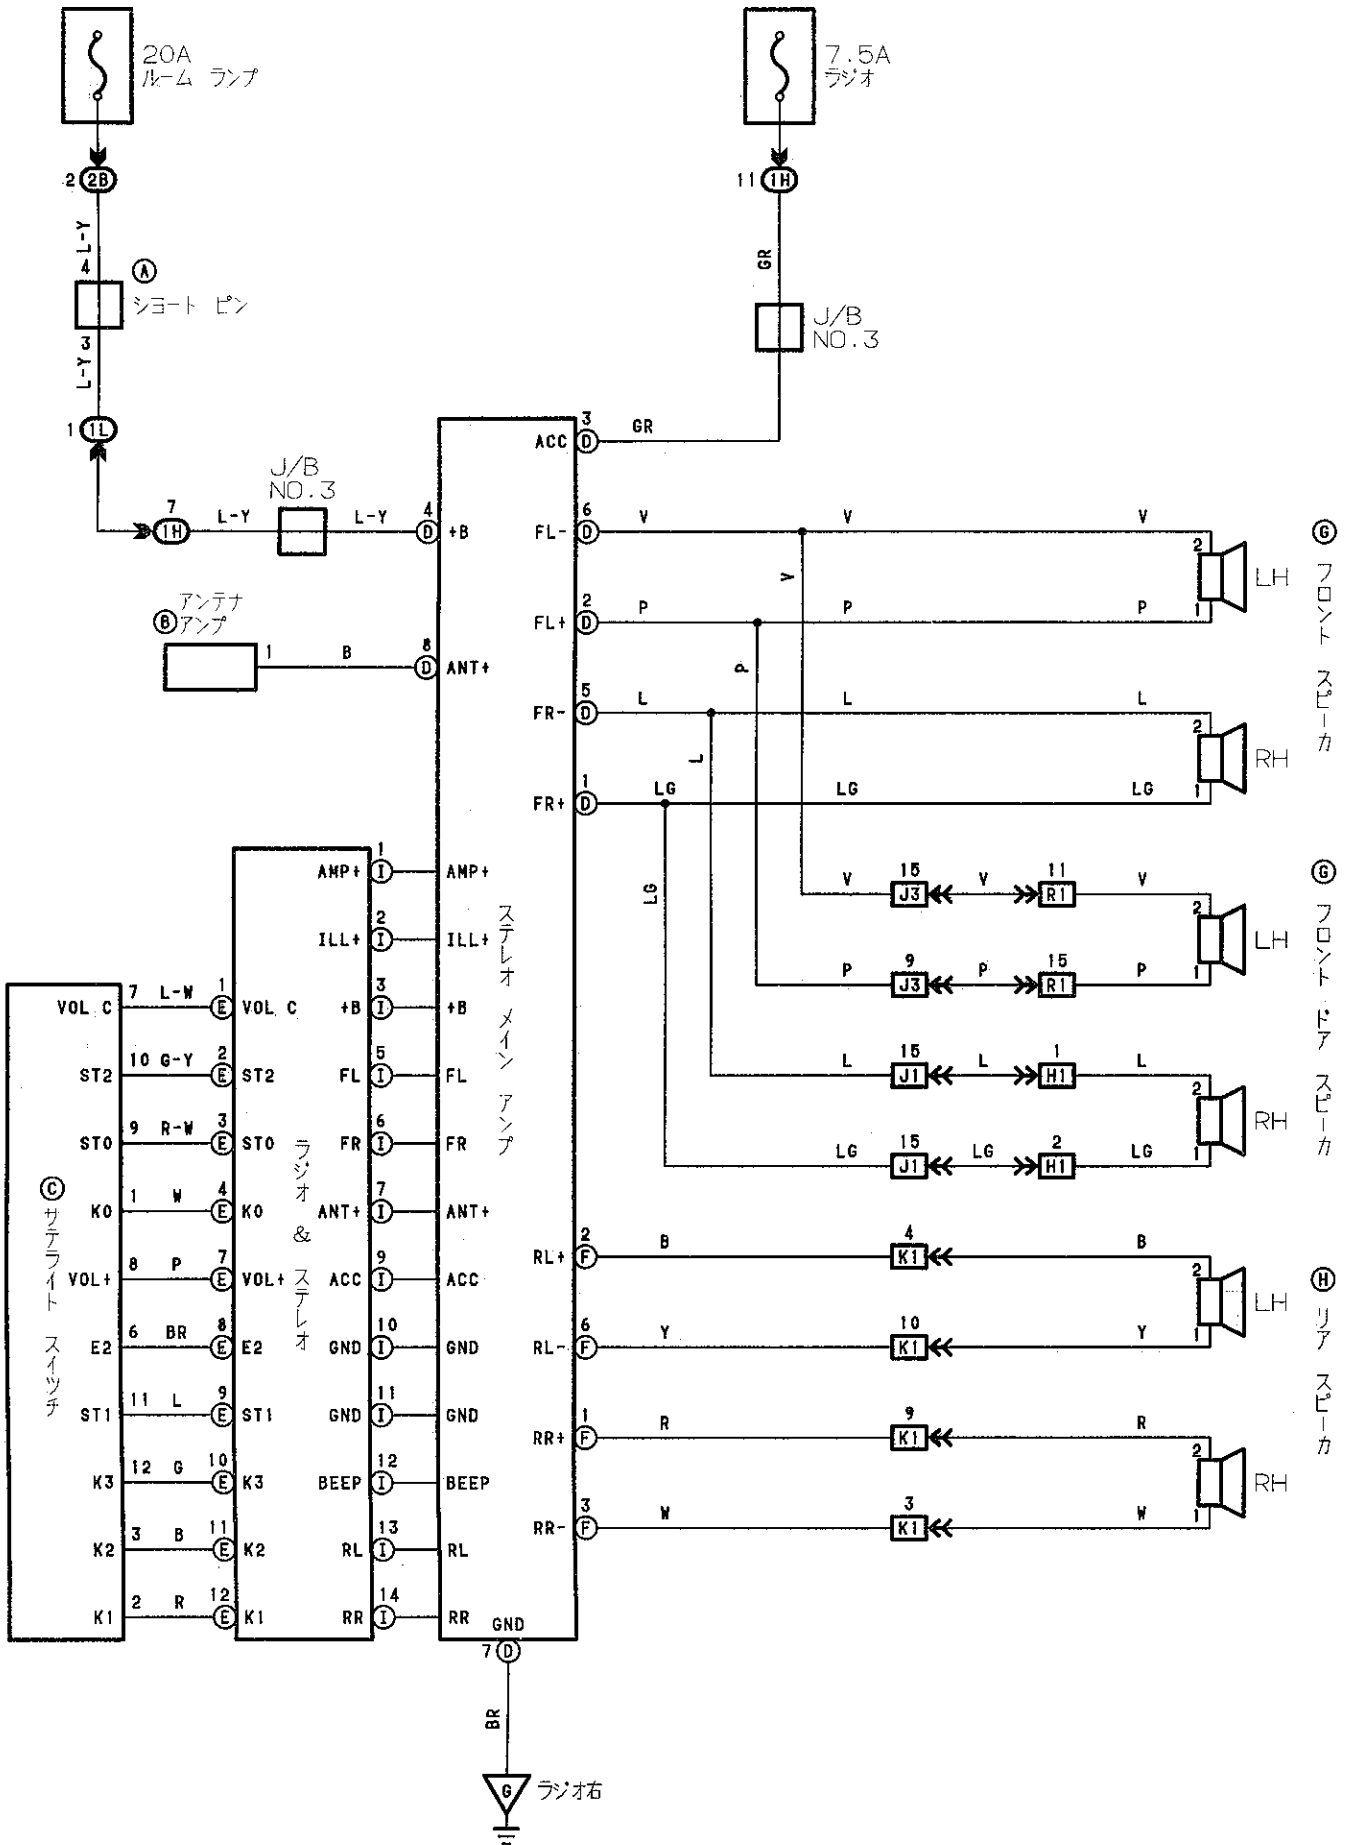 20A
ルーム ランプ
7.5A
ラジオ
2 2B
11 1H
L-Y
GR
4 A
シヨート ピン
3
L-Y
J/B
NO.3
1 1L
J/B
NO.3
7
1H
L-Y
L-Y
4
D +B
ACC 3 D GR
FL- 6 D V V V 2
V
LH
1
FL+ 2 D P P P
P
G フロント スピーカ
B アンテナ
アンプ
1 B 8 D ANT+
FR- 5 D L L L 2
L
RH
1
FR+ 1 D LG LG LG
LG
AMP+ 1 I AMP+
ILL+ 2 I ILL+
+B 3 I +B
FL 5 I FL
FR 6 I FR
ANT+ 7 I ANT+
ACC 9 I ACC
GND 10 I GND
GND 11 I GND
BEEP 12 I BEEP
RL 13 I RL
RR 14 I RR
ステレオ メイン アンプ
V 15 J3 V 11 R1 V 2
LH
P 9 J3 P 15 R1 P 1
L 15 J1 L 1 H1 L 2
RH
LG 15 J1 LG 2 H1 LG 1
G フロント ドア スピーカ
VOL C 7 L-W 1 E VOL C
ST2 10 G-Y 2 E ST2
ST0 9 R-W 3 E ST0
K0 1 W 4 E K0
VOL+ 8 P 7 E VOL+
E2 6 BR 8 E E2
ST1 11 L 9 E ST1
K3 12 G 10 E K3
K2 3 B 11 E K2
K1 2 R 12 E K1
C サテライト スイッチ
ラジオ & ステレオ
RL+ 2 F B 4 K1 B 2
LH
RL- 6 F Y 10 K1 Y 1
RR+ 1 F R 9 K1 R 2
RH
RR- 3 F W 3 K1 W 1
H リア スピーカ
GND
7 D
BR
G ラジオ右